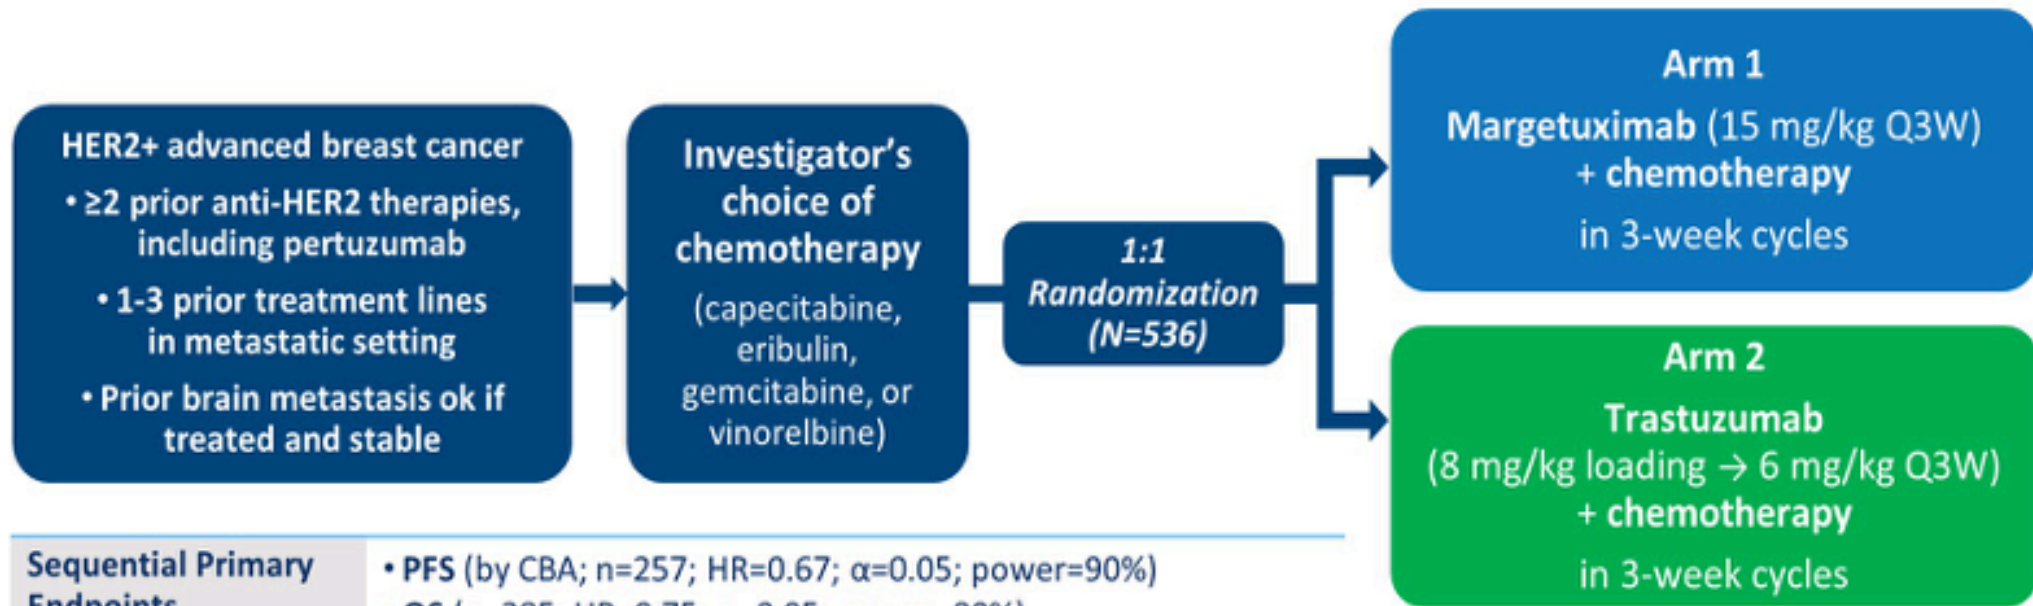 HER2+ advanced breast cancer
• ≥2 prior anti-HER2 therapies,
including pertuzumab
• 1-3 prior treatment lines
in metastatic setting
• Prior brain metastasis ok if
treated and stable
Investigator's
choice of
chemotherapy
(capecitabine,
eribulin,
gemcitabine, or
vinorelbine)
1:1
Randomization
(N=536)
Arm 1
Margetuximab (15 mg/kg Q3W)
+ chemotherapy
in 3-week cycles
Arm 2
Trastuzumab
(8 mg/kg loading → 6 mg/kg Q3W)
+ chemotherapy
in 3-week cycles
Sequential Primary
Endpoints
• PFS (by CBA; n=257; HR=0.67; α=0.05; power=90%)